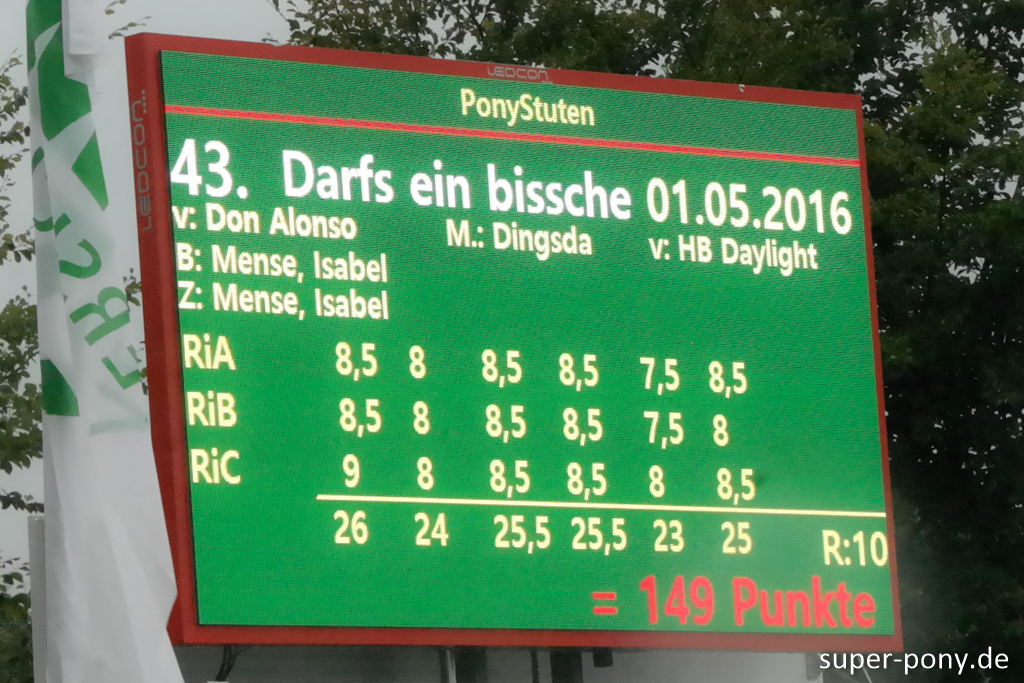 LEDCON
LEDCON
PonyStuten
43. Darfs ein bissche 01.05.2016
v: Don Alonso M.: Dingsda v: HB Daylight
B: Mense, Isabel
Z: Mense, Isabel
RiA 8,5 8 8,5 8,5 7,5 8,5
RiB 8,5 8 8,5 8,5 7,5 8
RiC 9 8 8,5 8,5 8 8,5
26 24 25,5 25,5 23 25 R:10
= 149 Punkte
super-pony.de